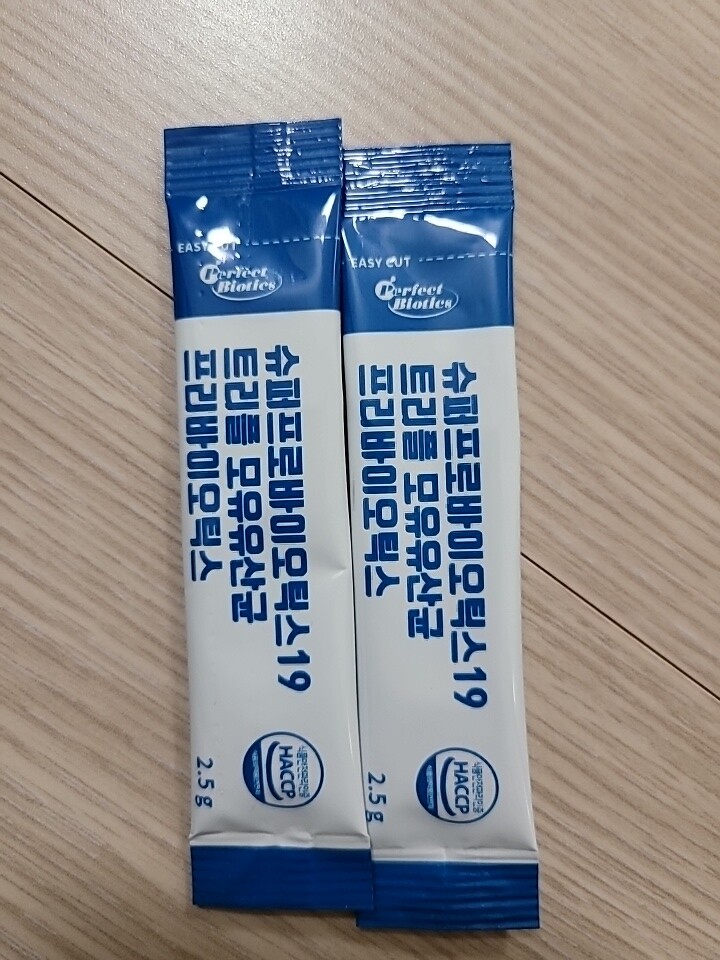 EASY CUT
Perfect
Biotics
슈퍼프로바이오틱스19
트리플 모유유산균
프리바이오틱스
HACCP
2.5g
EASY CUT
Perfect
Biotics
슈퍼프로바이오틱스19
트리플 모유유산균
프리바이오틱스
HACCP
2.5g